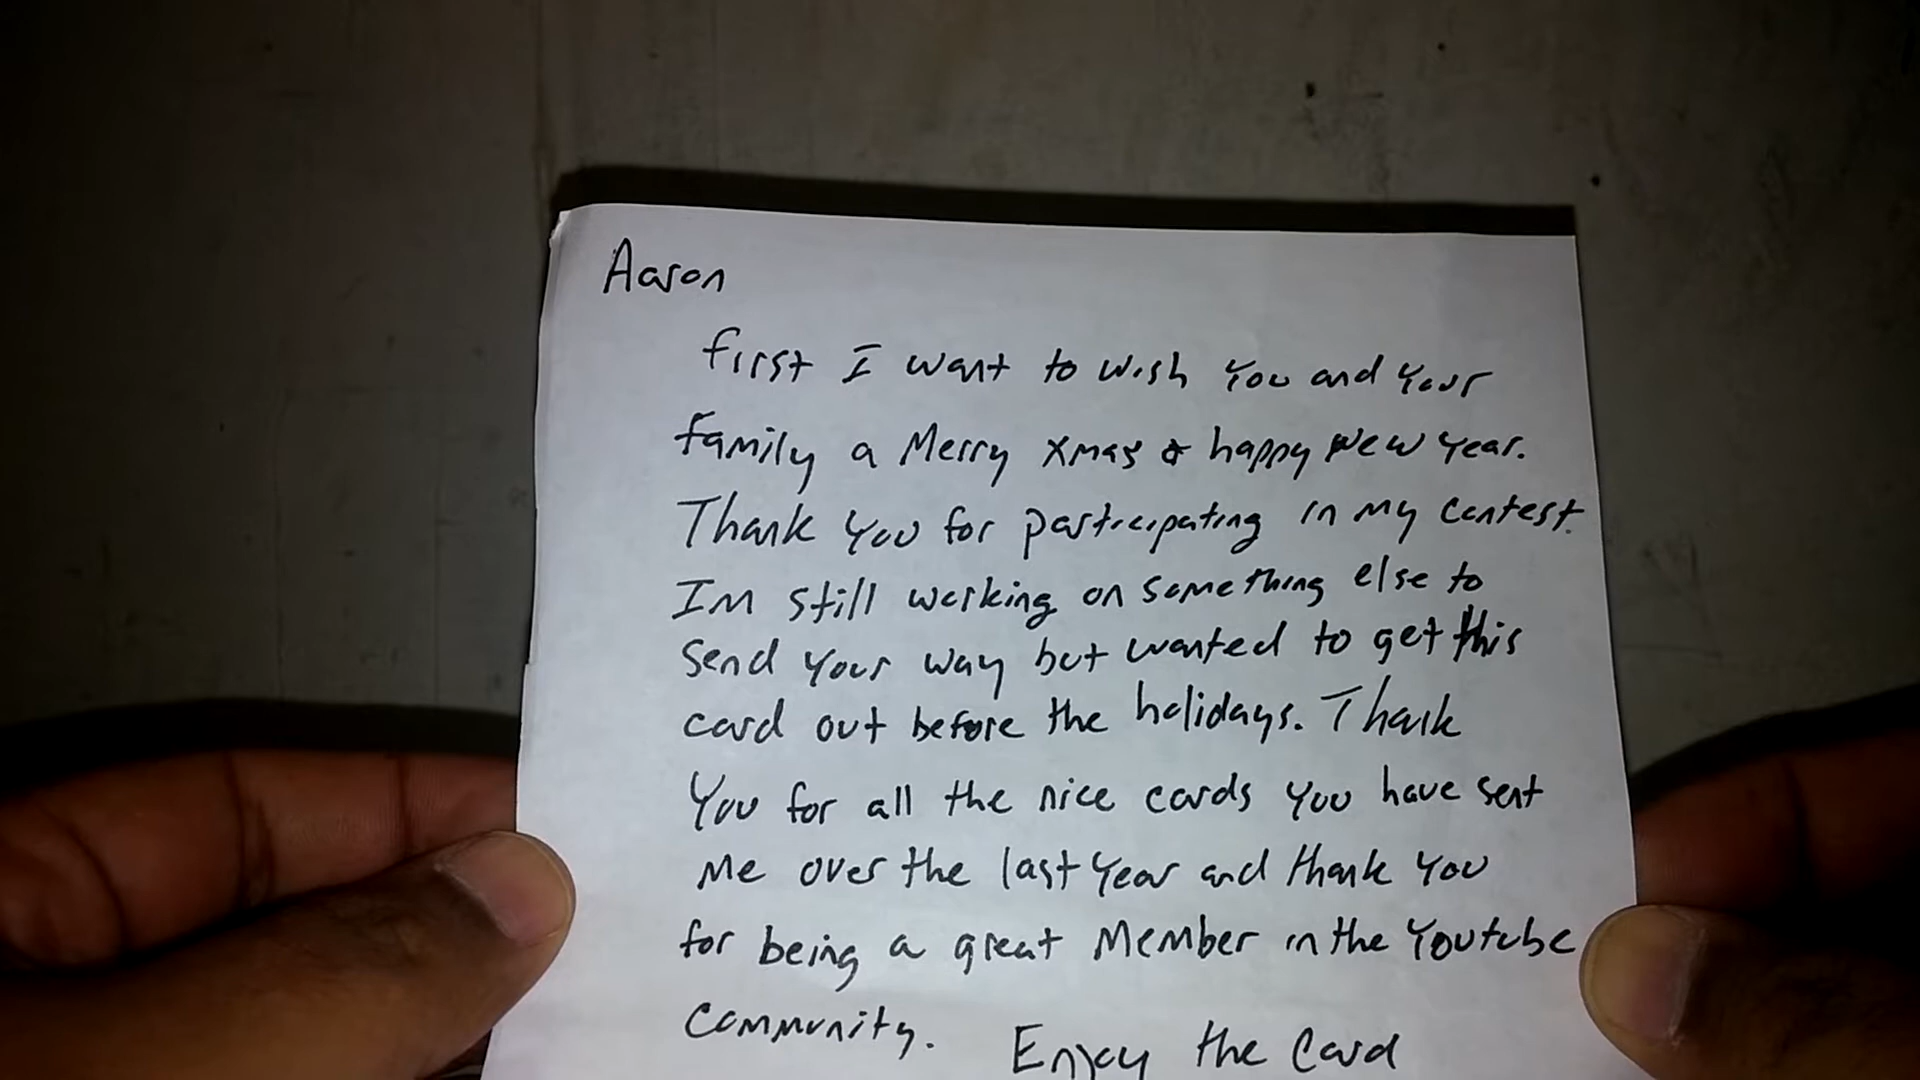 Aaron
first I want to wish you and your
family a Merry xmas & happy New Year.
Thank you for participating in my contest.
Im still working on something else to
send your way but wanted to get this
card out before the holidays. Thank
you for all the nice cards you have sent
me over the last year and thank you
for being a great member in the Youtube
community. Enjoy the card